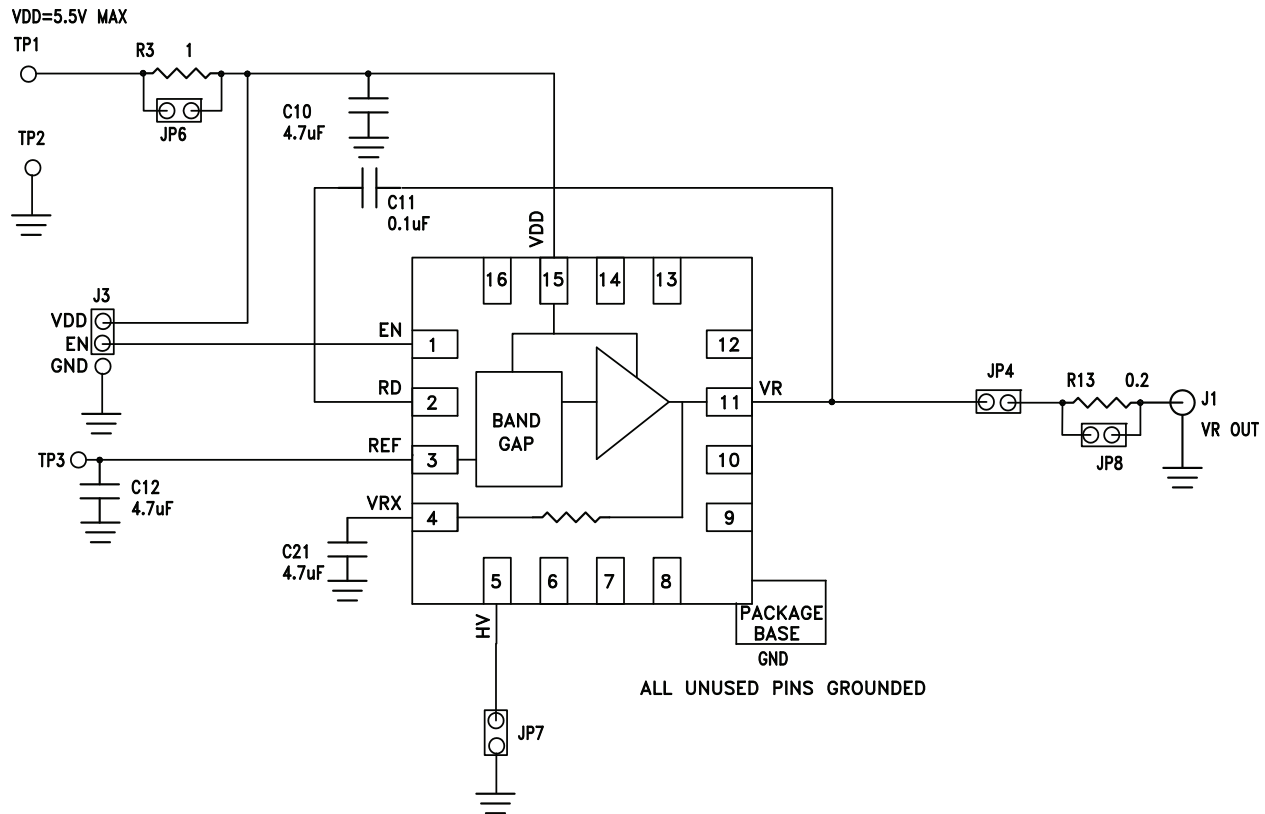 VDD=5.5V MAX
TP1
R3 1
JP6
C10
4.7uF
TP2
C11
0.1uF
VDD
16
15
14
13
J3
VDD
EN
GND
EN
1
12
RD
2
11
VR
JP4
R13 0.2
J1
VR OUT
JP8
BAND
GAP
REF
3
10
TP3
C12
4.7uF
VRX
4
9
C21
4.7uF
5
6
7
8
HV
PACKAGE
BASE
GND
ALL UNUSED PINS GROUNDED
JP7